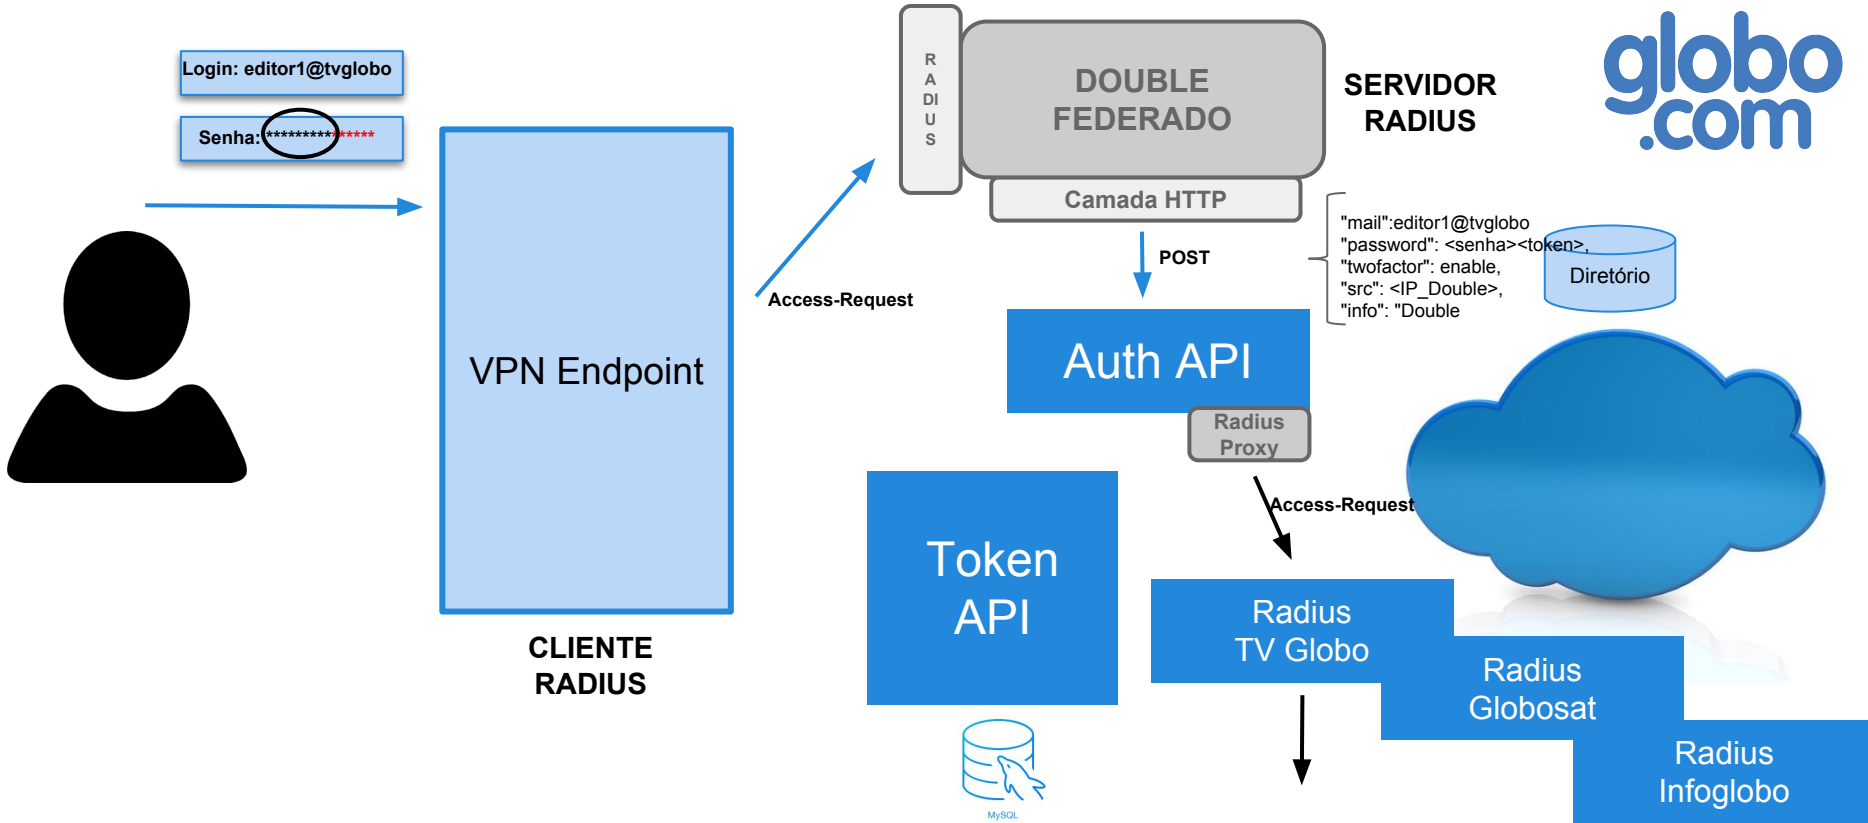 Login: editor1@tvglobo
Senha: ***************
VPN Endpoint
CLIENTE
RADIUS
Access-Request
R
A
DI
U
S
DOUBLE
FEDERADO
SERVIDOR
RADIUS
globo
.com
Camada HTTP
POST
"mail":editor1@tvglobo
"password": <senha><token>,
"twofactor": enable,
"src": <IP_Double>,
"info": "Double
Diretório
Auth API
Radius
Proxy
Access-Request
Token
API
MySQL
Radius
TV Globo
Radius
Globosat
Radius
Infoglobo